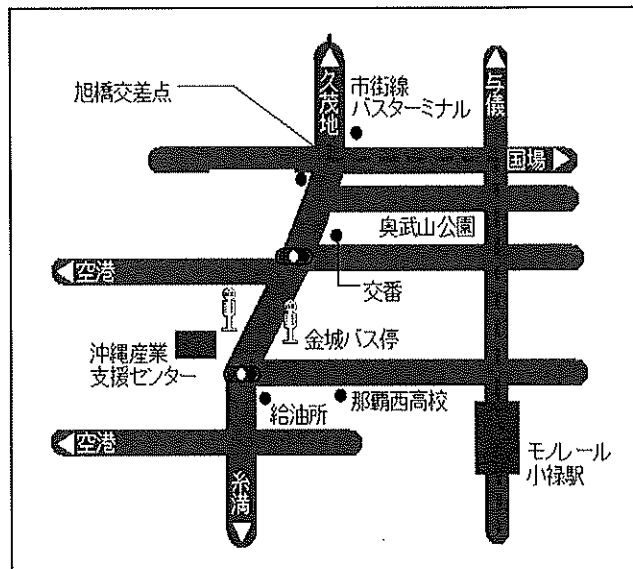 久茂地
与儀
旭橋交差点
市街線
バスターミナル
国場
奥武山公園
空港
交番
沖縄産業
支援センター
金城バス停
給油所
那覇西高校
空港
モノレール
小禄駅
糸満